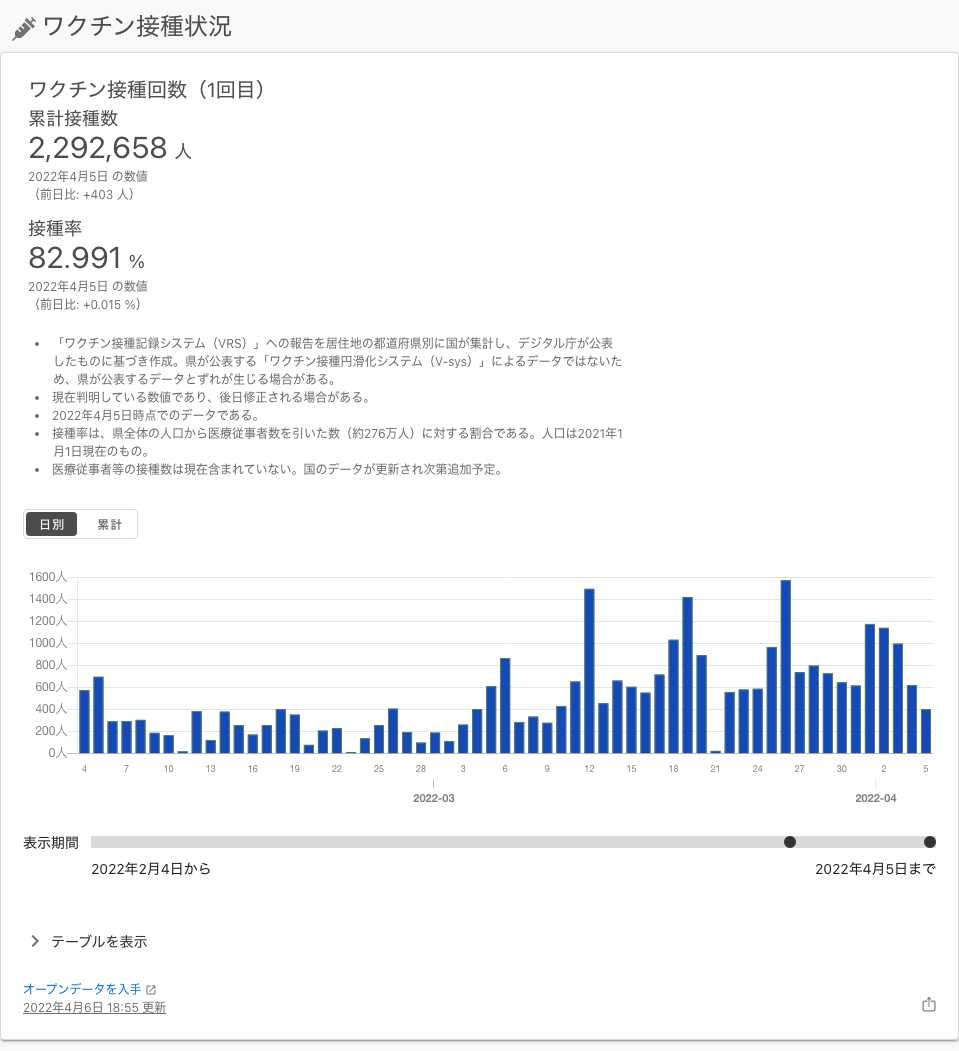 ワクチン接種状況
ワクチン接種回数（1回目）
累計接種数
2,292,658 人
2022年4月5日 の数値
（前日比: +403 人）
接種率
82.991 %
2022年4月5日 の数値
（前日比: +0.015 %）
• 「ワクチン接種記録システム（VRS）」への報告を居住地の都道府県別に国が集計し、デジタル庁が公表
したものに基づき作成。県が公表する「ワクチン接種円滑化システム（V-sys）」によるデータではないた
め、県が公表するデータとずれが生じる場合がある。
• 現在判明している数値であり、後日修正される場合がある。
• 2022年4月5日時点でのデータである。
• 接種率は、県全体の人口から医療従事者数を引いた数（約276万人）に対する割合である。人口は2021年1
月1日現在のもの。
• 医療従事者等の接種数は現在含まれていない。国のデータが更新され次第追加予定。
日別 累計
1600人
1400人
1200人
1000人
800人
600人
400人
200人
0人
4 7 10 13 16 19 22 25 28 3 6 9 12 15 18 21 24 27 30 2 5
2022-03 2022-04
表示期間
2022年2月4日から 2022年4月5日まで
テーブルを表示
オープンデータを入手
2022年4月6日 18:55 更新